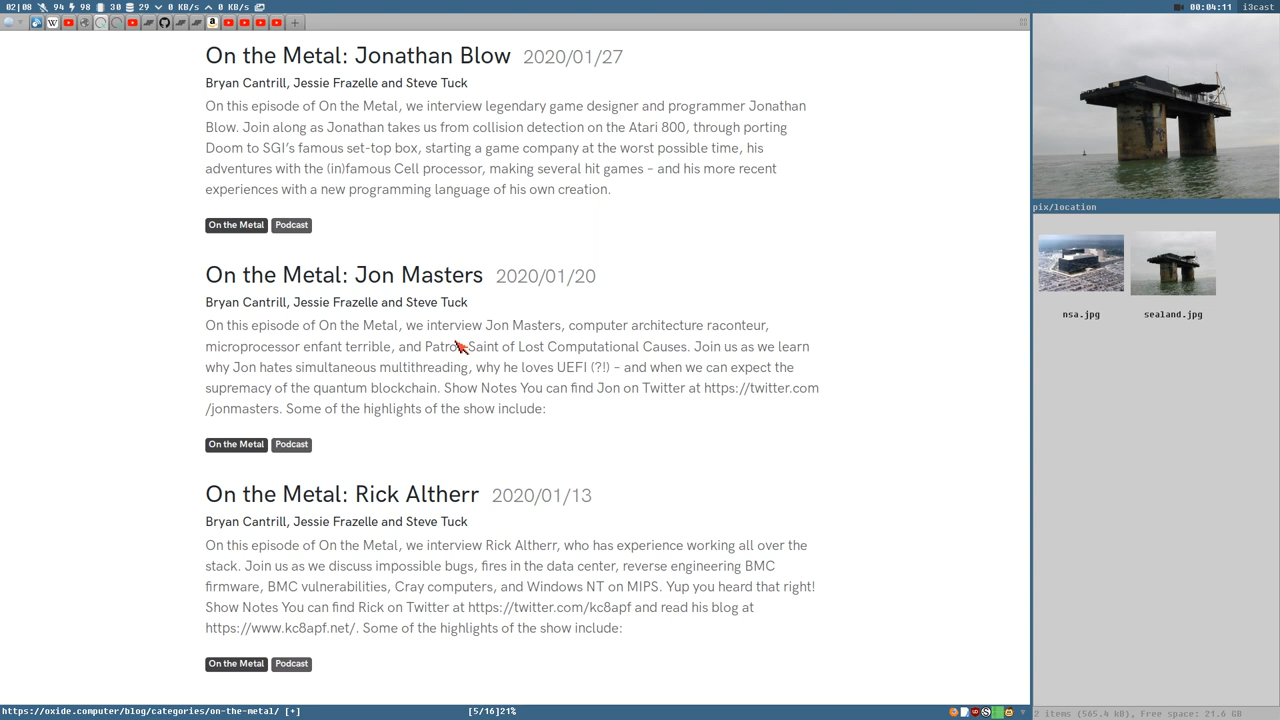 02|08 94 98 30 29 0 KB/s 0 KB/s
00:04:11 i3cast
On the Metal: Jonathan Blow 2020/01/27
Bryan Cantrill, Jessie Frazelle and Steve Tuck
On this episode of On the Metal, we interview legendary game designer and programmer Jonathan
Blow. Join along as Jonathan takes us from collision detection on the Atari 800, through porting
Doom to SGI's famous set-top box, starting a game company at the worst possible time, his
adventures with the (in)famous Cell processor, making several hit games – and his more recent
experiences with a new programming language of his own creation.
On the Metal Podcast
On the Metal: Jon Masters 2020/01/20
Bryan Cantrill, Jessie Frazelle and Steve Tuck
On this episode of On the Metal, we interview Jon Masters, computer architecture raconteur,
microprocessor enfant terrible, and Patron Saint of Lost Computational Causes. Join us as we learn
why Jon hates simultaneous multithreading, why he loves UEFI (?!) – and when we can expect the
supremacy of the quantum blockchain. Show Notes You can find Jon on Twitter at https://twitter.com
/jonmasters. Some of the highlights of the show include:
On the Metal Podcast
On the Metal: Rick Altherr 2020/01/13
Bryan Cantrill, Jessie Frazelle and Steve Tuck
On this episode of On the Metal, we interview Rick Altherr, who has experience working all over the
stack. Join us as we discuss impossible bugs, fires in the data center, reverse engineering BMC
firmware, BMC vulnerabilities, Cray computers, and Windows NT on MIPS. Yup you heard that right!
Show Notes You can find Rick on Twitter at https://twitter.com/kc8apf and read his blog at
https://www.kc8apf.net/. Some of the highlights of the show include:
On the Metal Podcast
https://oxide.computer/blog/categories/on-the-metal/ [+] [5/16]21%
pix/location
nsa.jpg sealand.jpg
2 items (565.4 kB), Free space: 21.6 GB